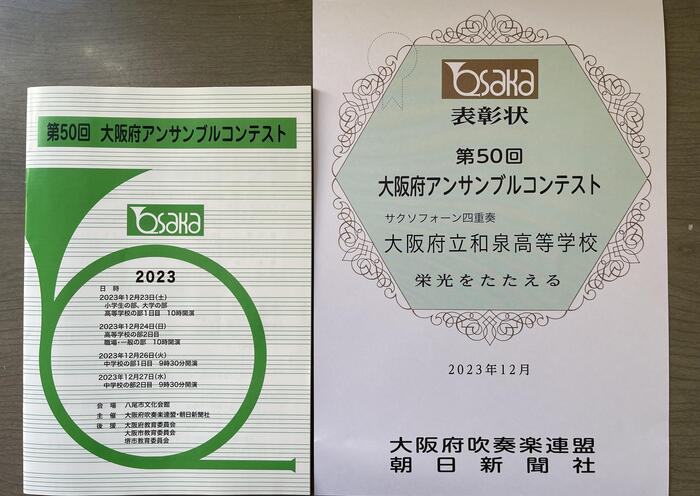 第50回 大阪府アンサンブルコンテスト
Osaka
2023
日 時
2023年12月23日(土)
小学生の部、大学の部
高等学校の部1日目 10時開演
2023年12月24日(日)
高等学校の部2日目
職場・一般の部 10時開演
2023年12月26日(火)
中学校の部1日目 9時30分開演
2023年12月27日(水)
中学校の部2日目 9時30分開演
会 場 八尾市文化会館
主 催 大阪府吹奏楽連盟・朝日新聞社
後 援 大阪府教育委員会
大阪市教育委員会
堺市教育委員会
Osaka
表彰状
第50回
大阪府アンサンブルコンテスト
サクソフォーン四重奏
大阪府立和泉高等学校
栄光をたたえる
2023年12月
大阪府吹奏楽連盟
朝日新聞社